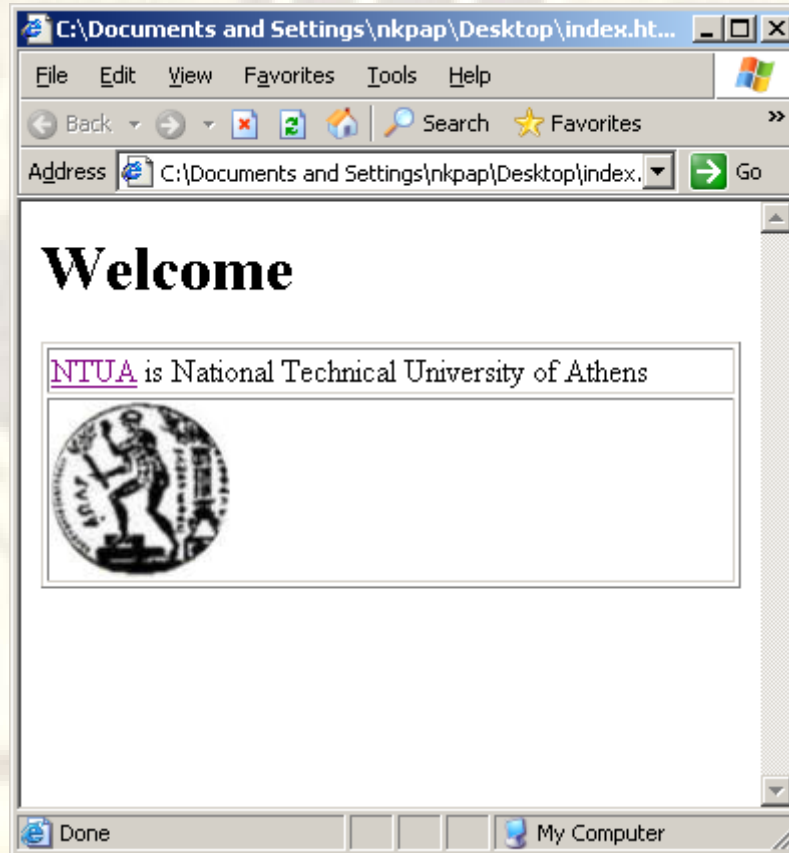 C:\Documents and Settings\nkpap\Desktop\index.ht...
File Edit View Favorites Tools Help
Back Search Favorites »
Address C:\Documents and Settings\nkpap\Desktop\index. Go
Welcome
NTUA is National Technical University of Athens
Done My Computer